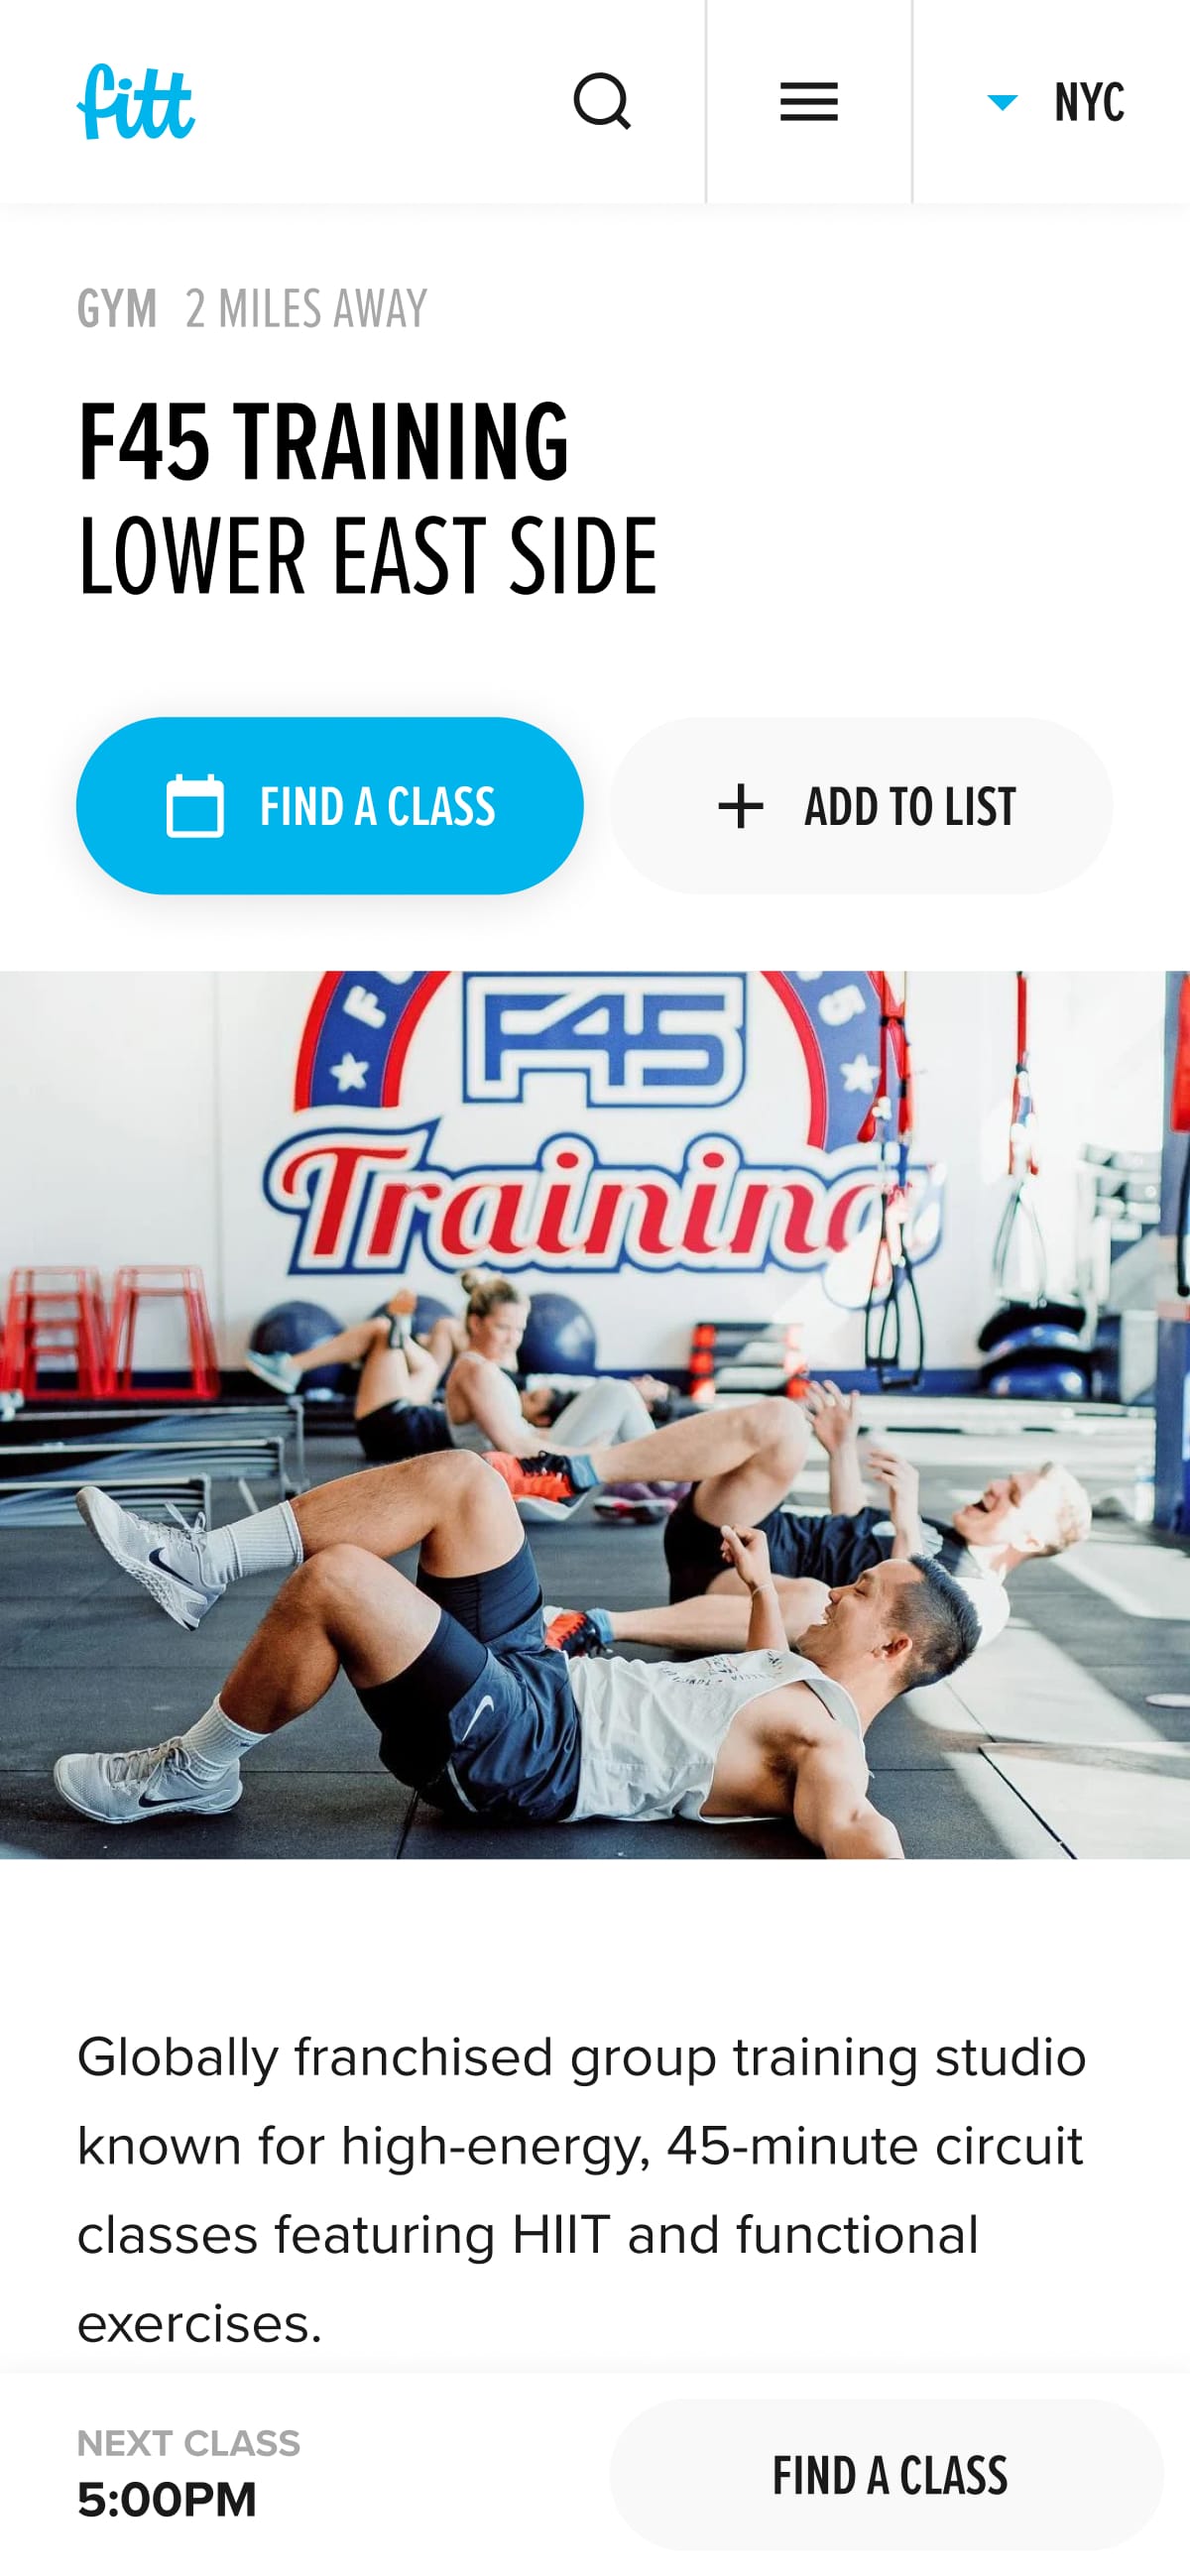 fitt
NYC
GYM 2 MILES AWAY
F45 TRAINING
LOWER EAST SIDE
FIND A CLASS
ADD TO LIST
F45
Training
Globally franchised group training studio
known for high-energy, 45-minute circuit
classes featuring HIIT and functional
exercises.
NEXT CLASS
5:00PM
FIND A CLASS